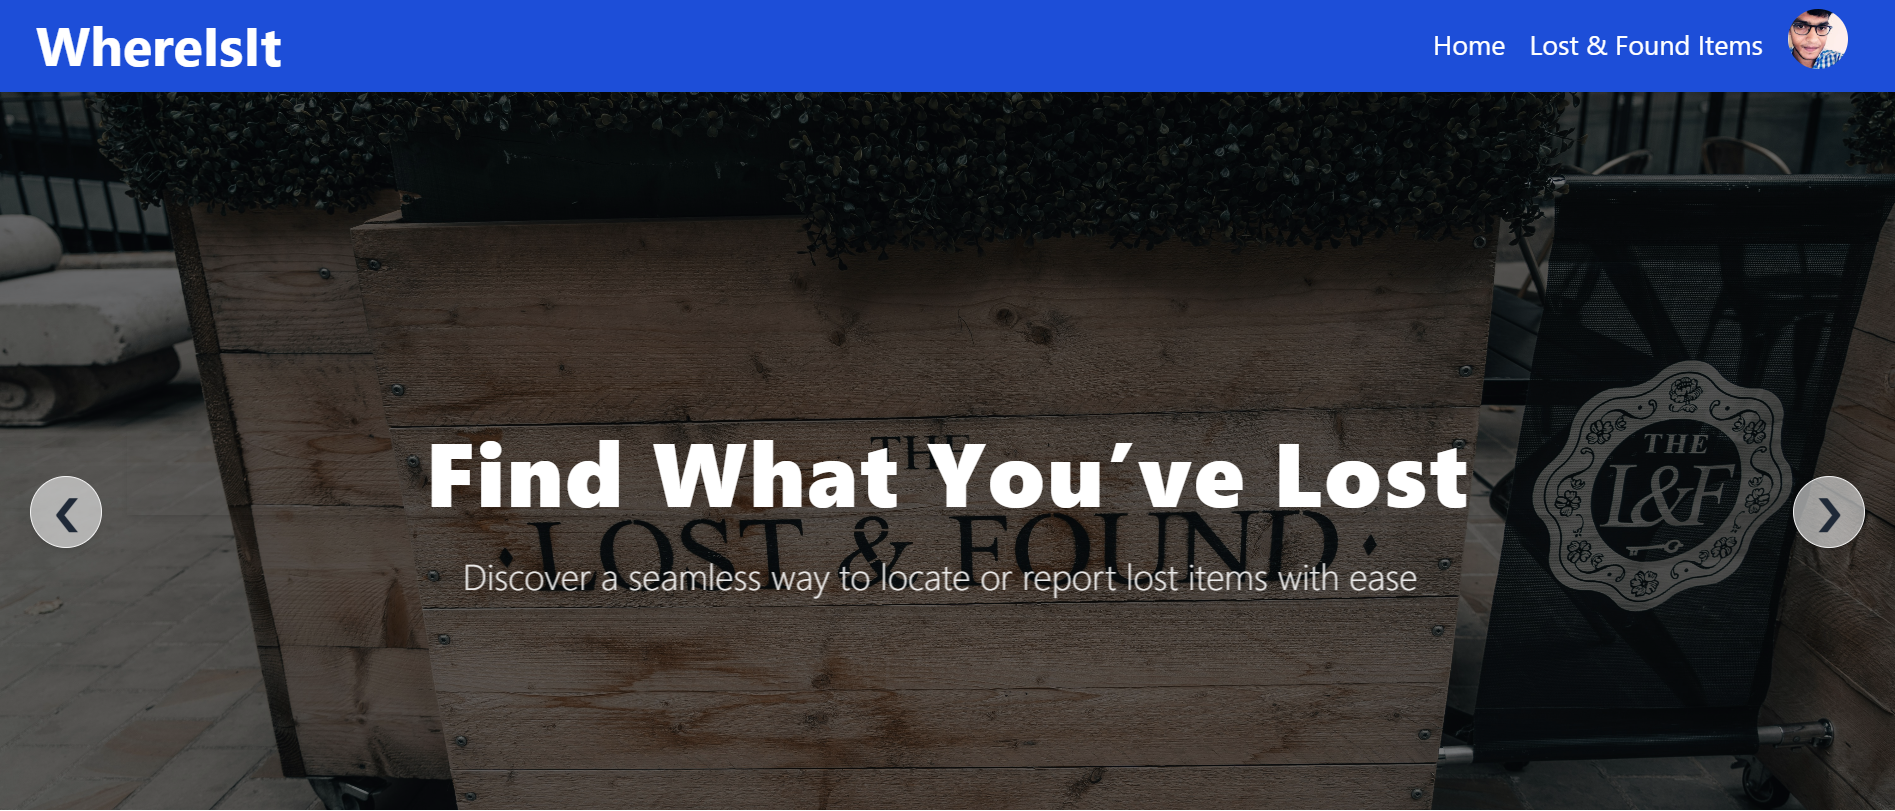 WhereIsIt
Home Lost & Found Items
THE
Find What You've Lost
LOST & FOUND
Discover a seamless way to locate or report lost items with ease
THE
L&F